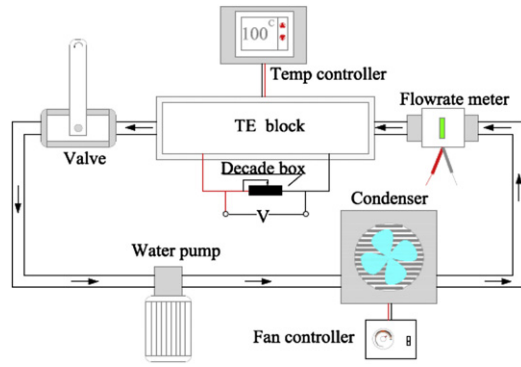 100°C
Temp controller
Flowrate meter
TE block
Valve
Decade box
V
Condenser
Water pump
Fan controller